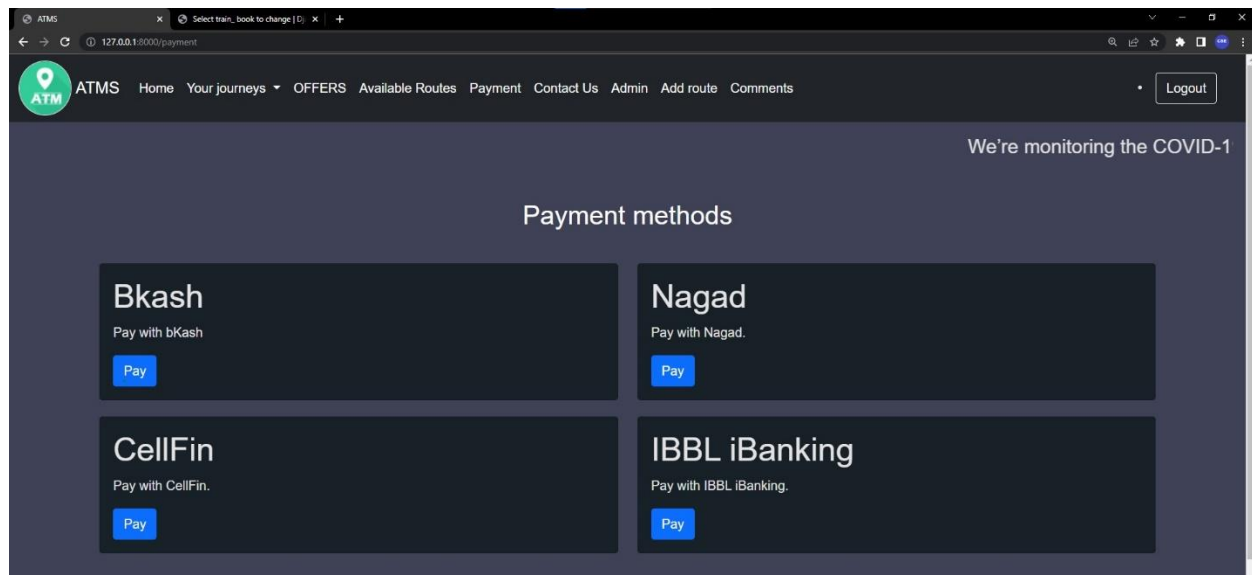 ATMS
Select train_ book to change | Dj
127.0.0.1:8000/payment
ATM
ATMS Home Your journeys OFFERS Available Routes Payment Contact Us Admin Add route Comments • Logout
We're monitoring the COVID-1
Payment methods
Bkash
Pay with bKash
Pay
Nagad
Pay with Nagad.
Pay
CellFin
Pay with CellFin.
Pay
IBBL iBanking
Pay with IBBL iBanking.
Pay